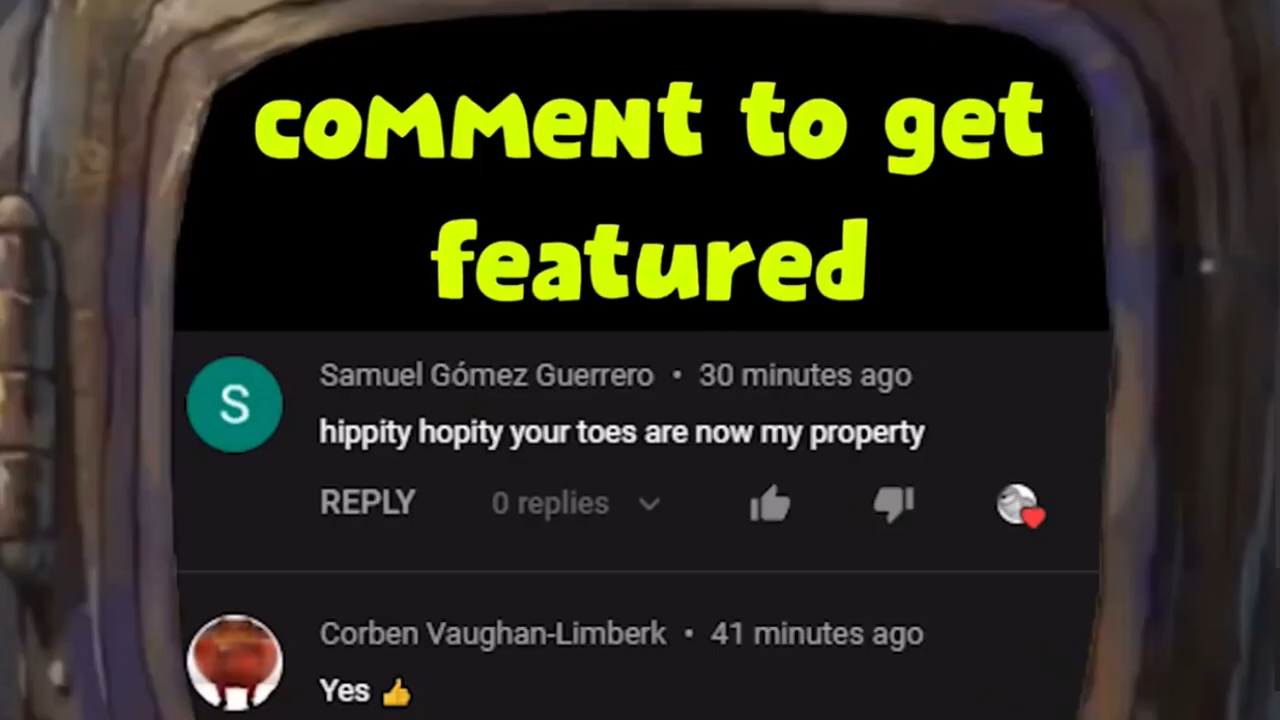 comment to get
featured
S
Samuel Gómez Guerrero • 30 minutes ago
hippity hopity your toes are now my property
REPLY 0 replies
Corben Vaughan-Limberk • 41 minutes ago
Yes 👍